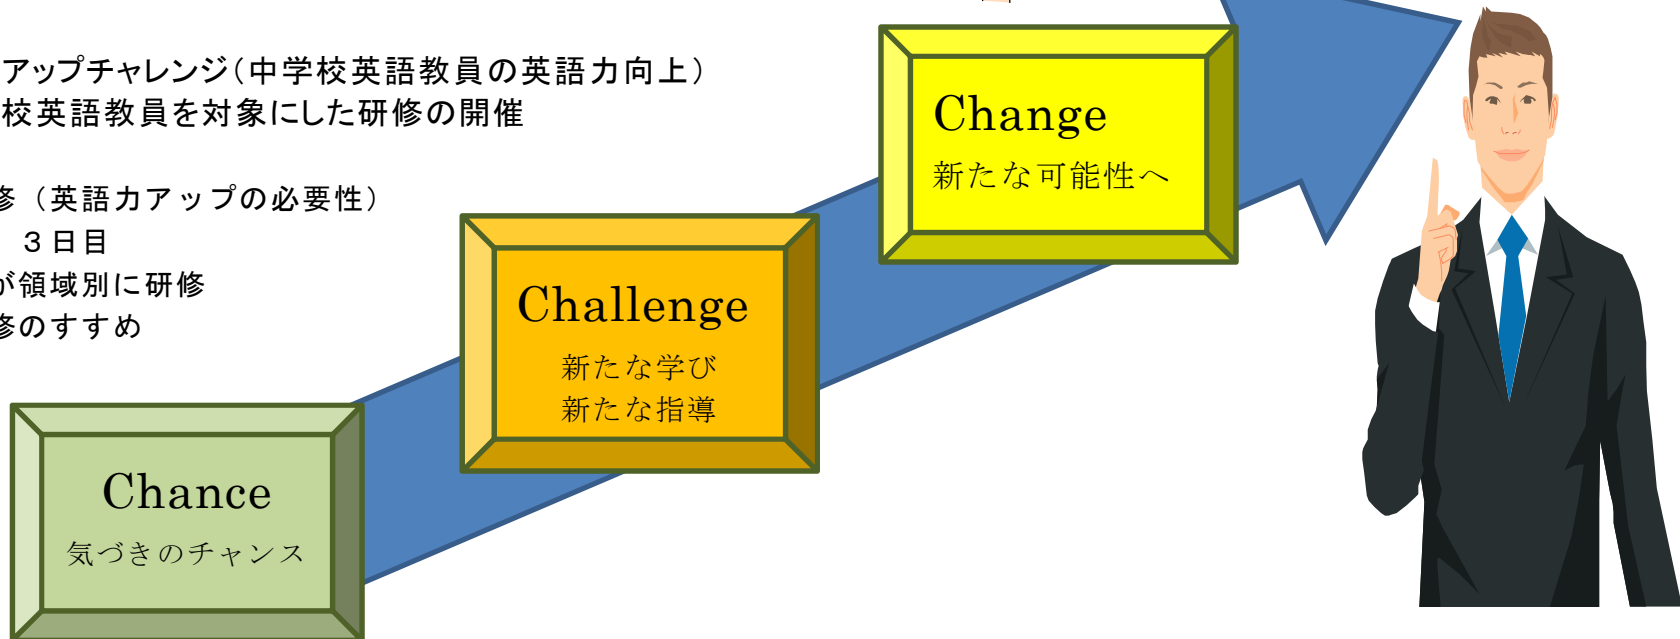 アップチャレンジ（中学校英語教員の英語力向上）
校英語教員を対象にした研修の開催
修（英語力アップの必要性）
３日目
が領域別に研修
修のすすめ
Change
新たな可能性へ
Challenge
新たな学び
新たな指導
Chance
気づきのチャンス